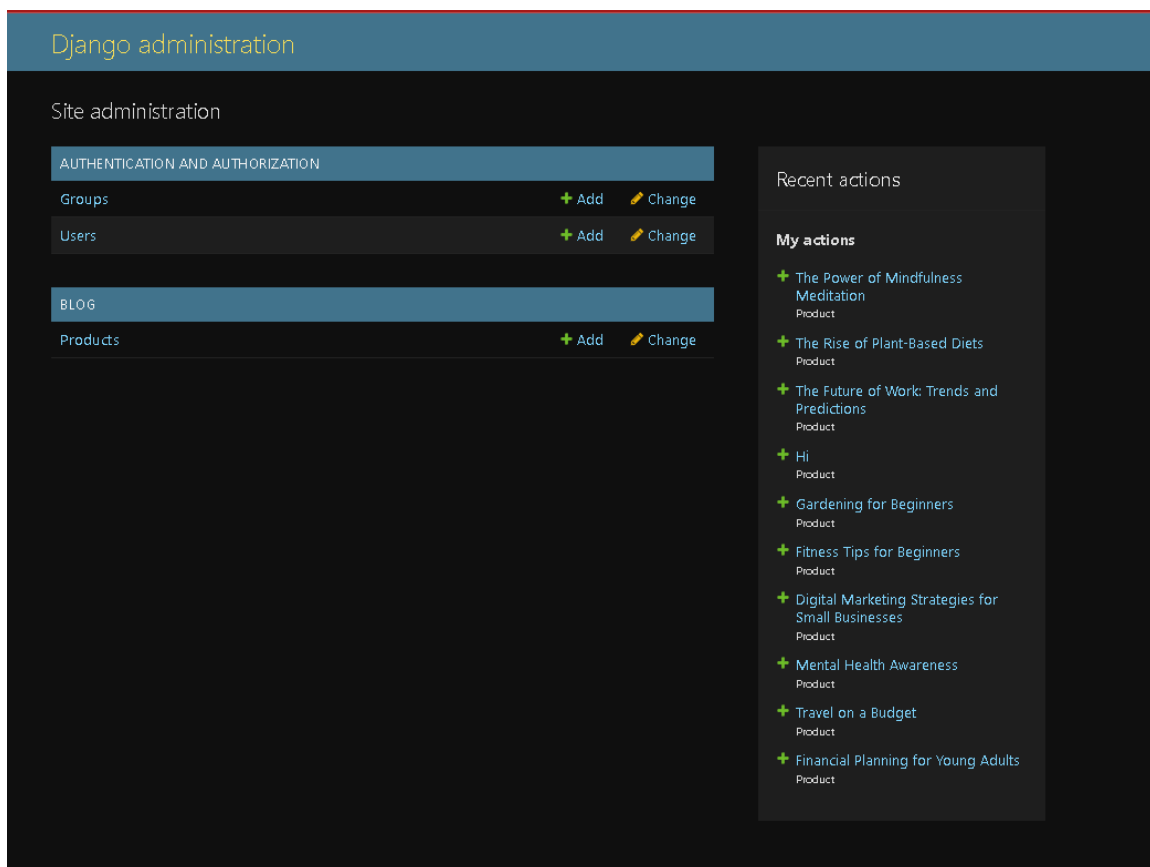 Django administration
Site administration
AUTHENTICATION AND AUTHORIZATION
Groups Add Change
Users Add Change
BLOG
Products Add Change
Recent actions
My actions
The Power of Mindfulness
Meditation
Product
The Rise of Plant-Based Diets
Product
The Future of Work: Trends and
Predictions
Product
Hi
Product
Gardening for Beginners
Product
Fitness Tips for Beginners
Product
Digital Marketing Strategies for
Small Businesses
Product
Mental Health Awareness
Product
Travel on a Budget
Product
Financial Planning for Young Adults
Product